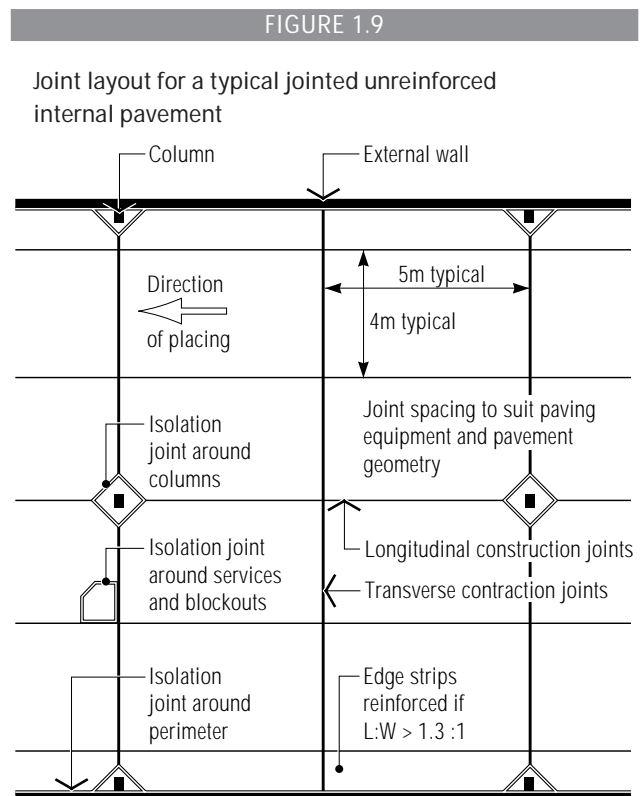 FIGURE 1.9
Joint layout for a typical jointed unreinforced
internal pavement
Column
External wall
Direction
of placing
5m typical
4m typical
Joint spacing to suit paving
equipment and pavement
geometry
Isolation
joint around
columns
Longitudinal construction joints
Isolation joint
around services
and blockouts
Transverse contraction joints
Isolation
joint around
perimeter
Edge strips
reinforced if
L:W > 1.3 :1